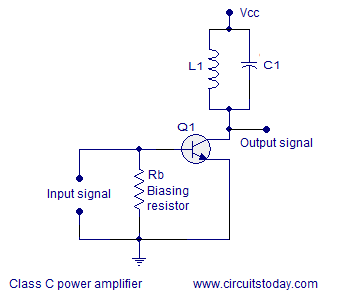 Vcc
L1
C1
Q1
Output signal
Rb
Biasing
resistor
Input signal
Class C power amplifier
www.circuitstoday.com